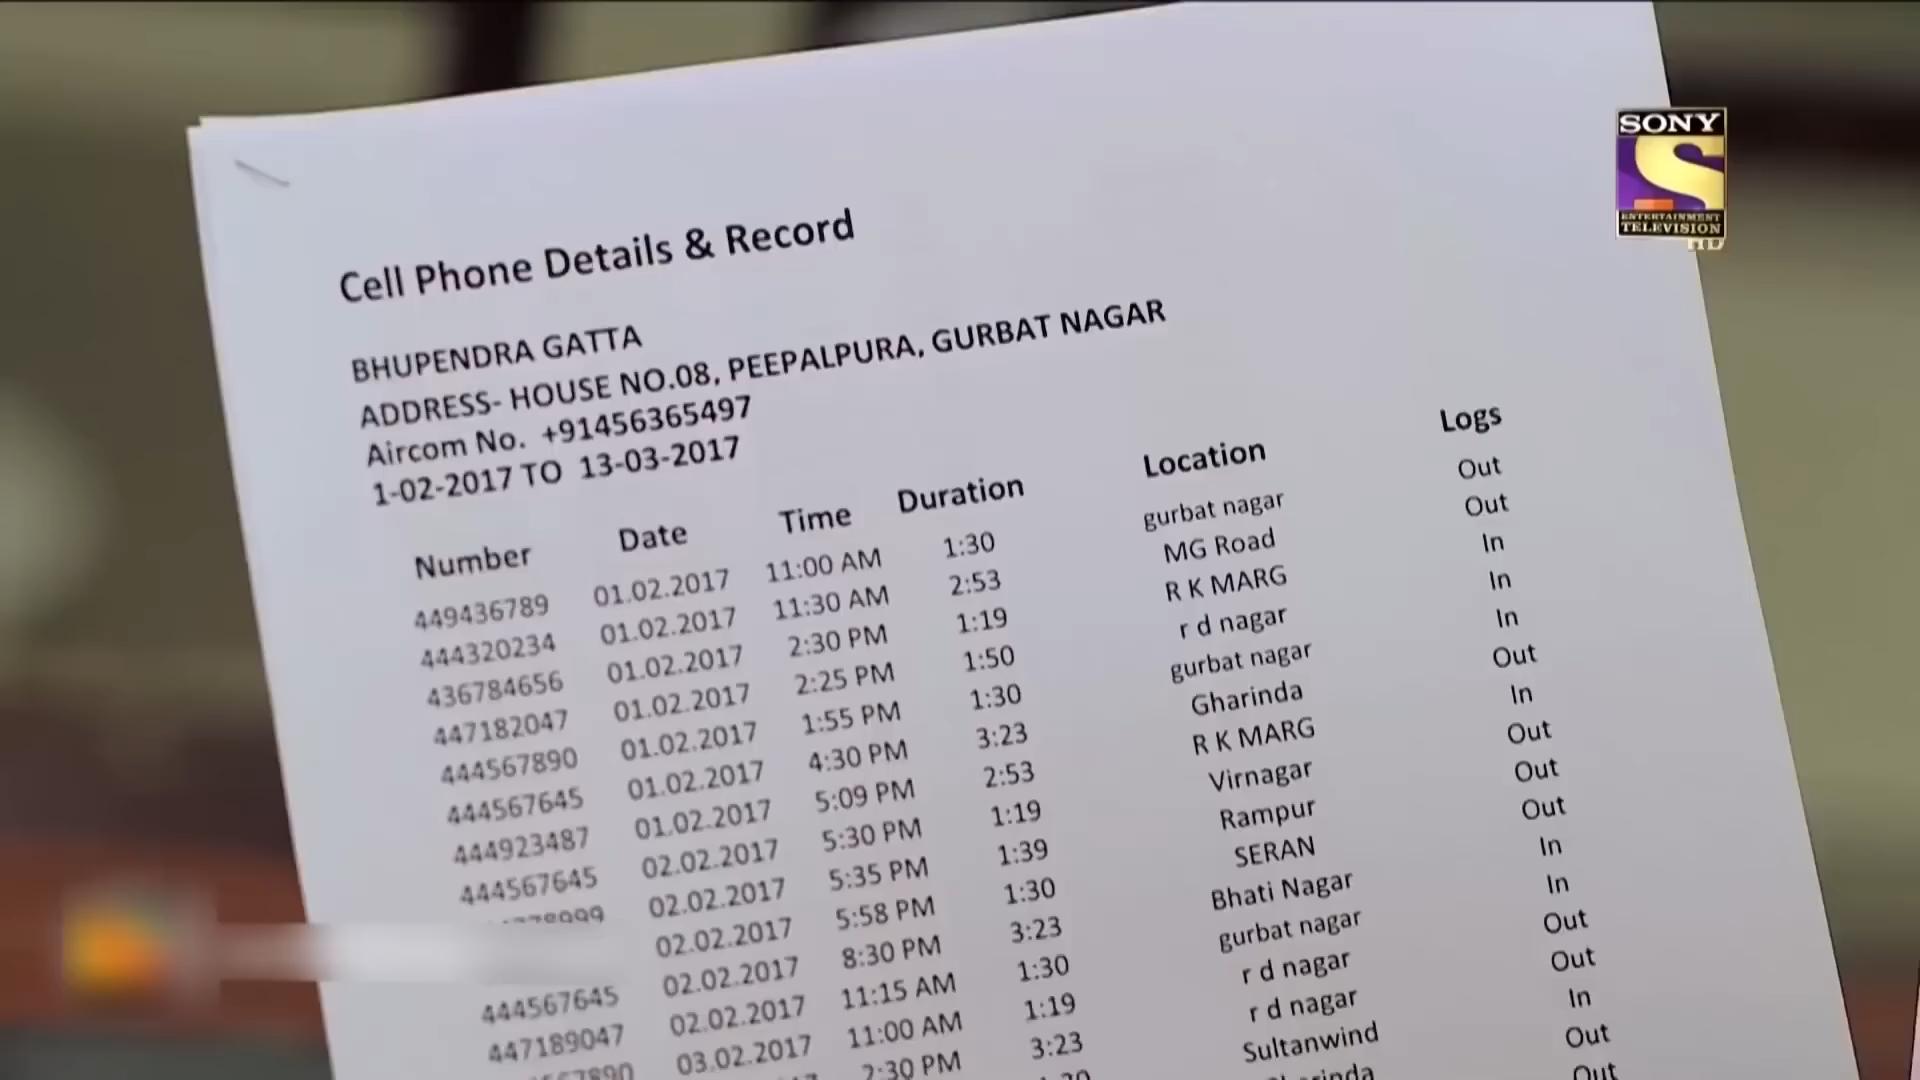 SONY
ENTERTAINMENT
TELEVISION
HD
Cell Phone Details & Record
BHUPENDRA GATTA
ADDRESS- HOUSE NO.08, PEEPALPURA, GURBAT NAGAR
Aircom No. +91456365497
1-02-2017 TO 13-03-2017
Number Date Time Duration Location Logs
449436789 01.02.2017 11:00 AM 1:30 gurbat nagar Out
444320234 01.02.2017 11:30 AM 2:53 MG Road Out
436784656 01.02.2017 2:30 PM 1:19 R K MARG In
447182047 01.02.2017 2:25 PM 1:50 r d nagar In
444567890 01.02.2017 1:55 PM 1:30 gurbat nagar In
444567645 01.02.2017 4:30 PM 3:23 Gharinda Out
444923487 01.02.2017 5:09 PM 2:53 R K MARG In
444567645 02.02.2017 5:30 PM 1:19 Virnagar Out
02.02.2017 5:35 PM 1:39 Rampur Out
02.02.2017 5:58 PM 1:30 SERAN Out
444567645 02.02.2017 8:30 PM 3:23 Bhati Nagar In
447189047 02.02.2017 11:15 AM 1:30 gurbat nagar In
03.02.2017 11:00 AM 1:19 r d nagar Out
2:30 PM 3:23 r d nagar Out
Sultanwind In
Out
Out